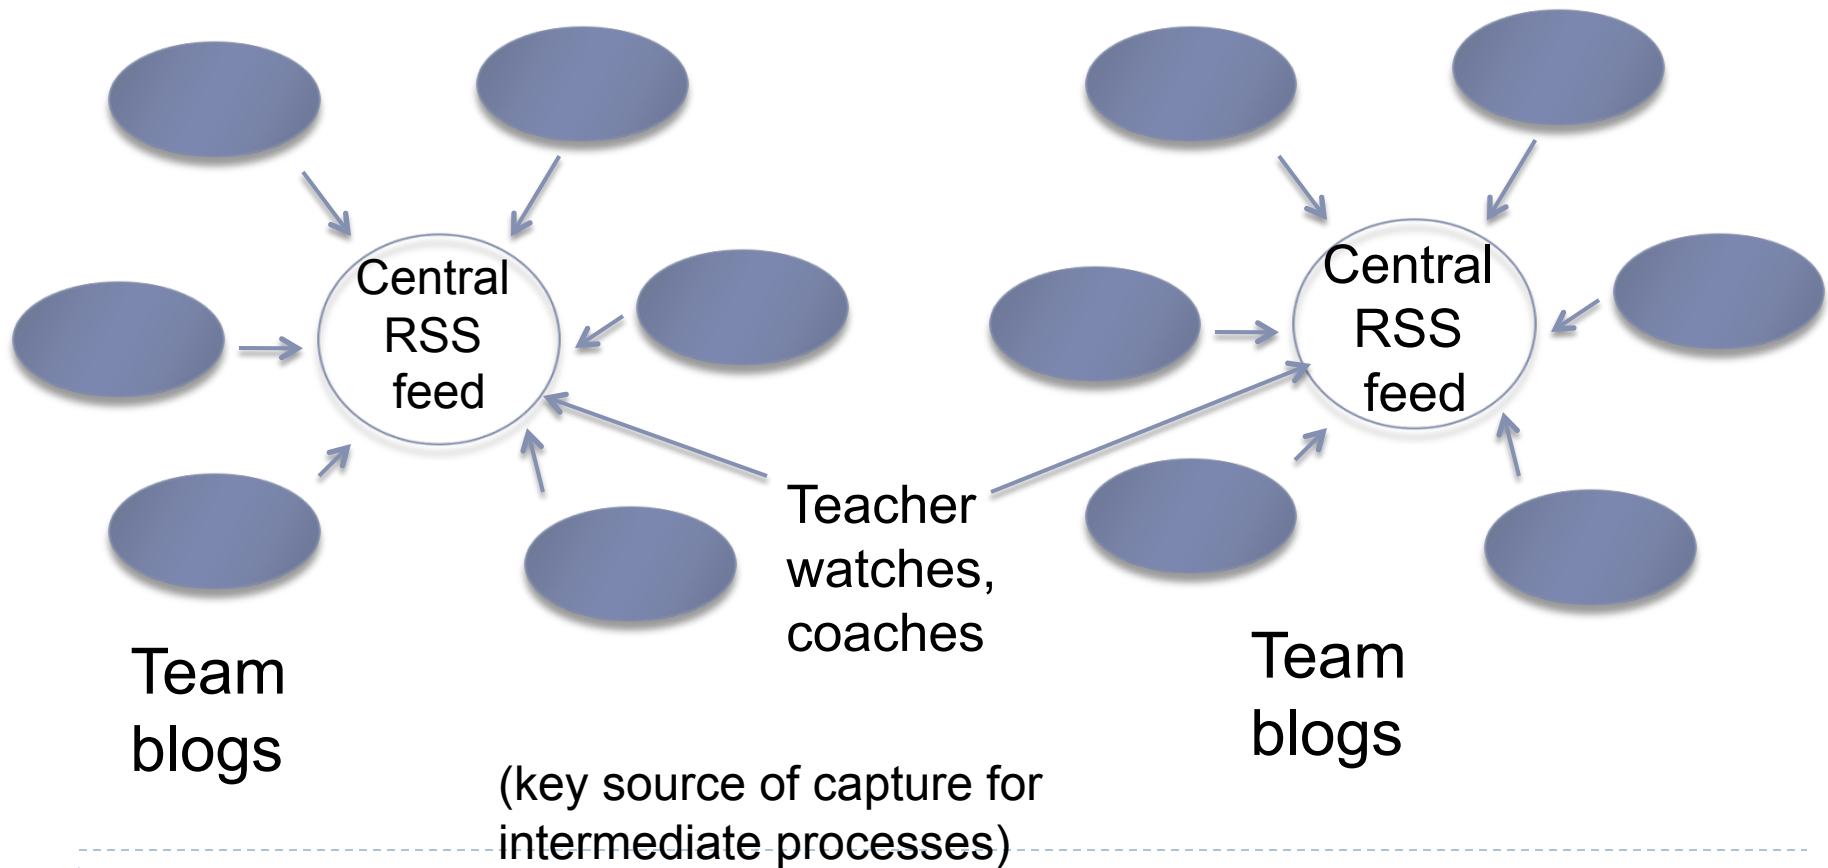 Central
RSS
feed
Central
RSS
feed
Teacher
watches,
coaches
Team
blogs
Team
blogs
(key source of capture for
intermediate processes)